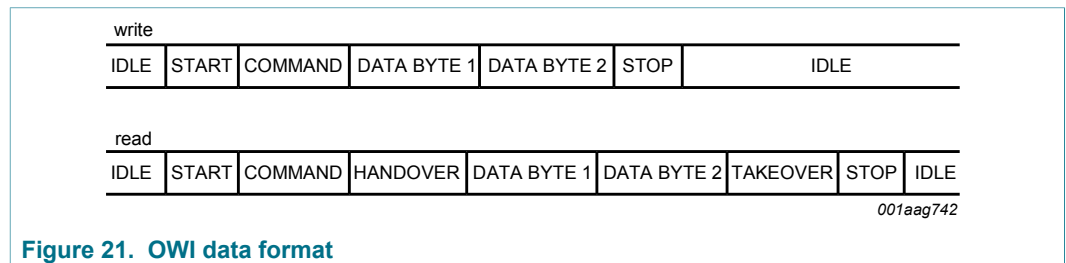 write
IDLE START COMMAND DATA BYTE 1 DATA BYTE 2 STOP IDLE
read
IDLE START COMMAND HANDOVER DATA BYTE 1 DATA BYTE 2 TAKEOVER STOP IDLE
001aag742
Figure 21. OWI data format